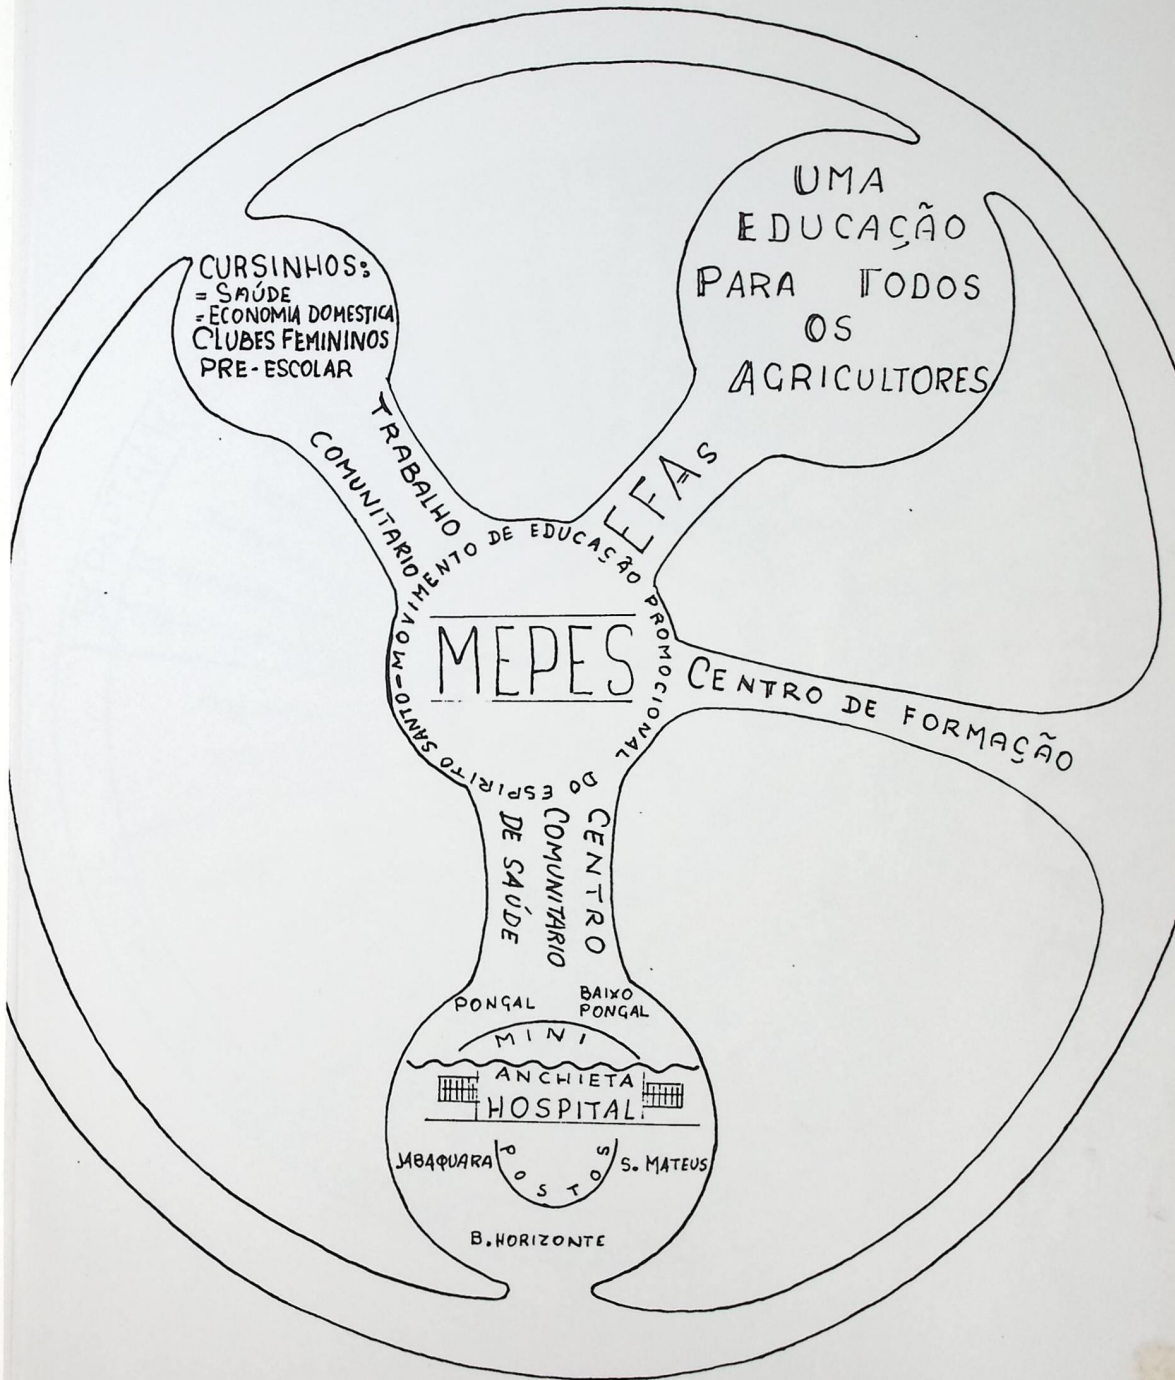 UMA
EDUCAÇÃO
PARA TODOS
OS
AGRICULTORES
CURSINHOS:
= SAÚDE
= ECONOMIA DOMESTICA
CLUBES FEMININOS
PRE-ESCOLAR
TRABALHO
COMUNITARIO
EFAs
MOVIMENTO DE EDUCAÇÃO PROMOCIONAL DO ESPIRITO SANTO-
MEPES
CENTRO DE FORMAÇÃO
CENTRO
COMUNITARIO
DE SAÚDE
PONGAL
BAIXO
PONGAL
MINI
ANCHIETA
HOSPITAL
JABAQUARA
POSTOS
S. MATEUS
B. HORIZONTE